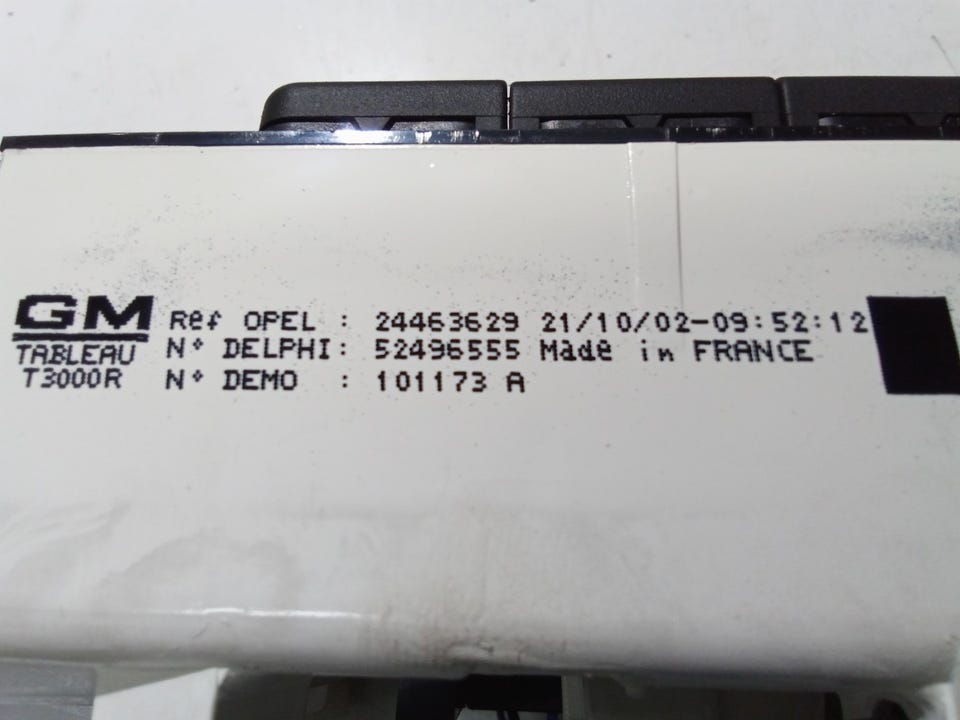 GM
TABLEAU
T3000R
Ref OPEL : 24463629 21/10/02-09:52:12
N° DELPHI: 52496555 Made in FRANCE
N° DEMO : 101173 A